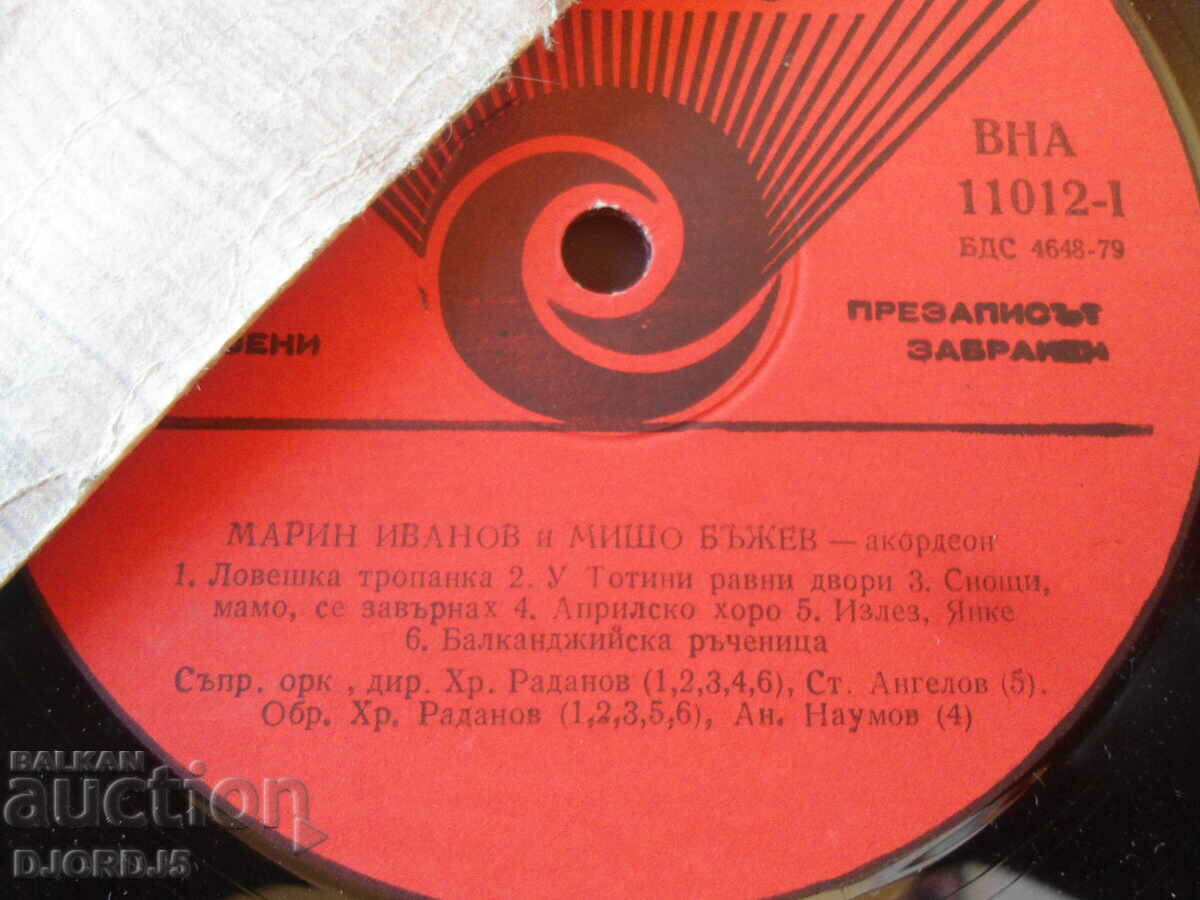 ВНА
11012-1
БДС 4648-79
ПРЕЗАПИСЪТ
ЗАБРАНЕН
МАРИН ИВАНОВ и МИШО БЪЖЕВ — акордеон
1. Ловешка тропанка 2. У Тотини равни двори 3. Снощи,
мамо, се завърнах 4. Априлско хоро 5. Излез, Янке
6. Балканджийска ръченица
Съпр. орк , дир. Хр. Раданов (1,2,3,4,6), Ст. Ангелов (5).
Обр. Хр. Раданов (1,2,3,5,6), Ан. Наумов (4)
BALKAN
auction
DJORDJ5